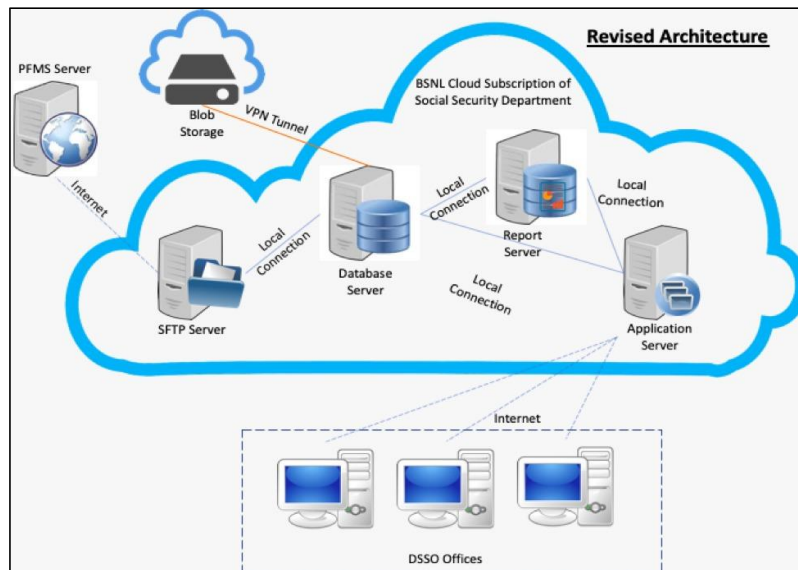 Revised Architecture
PFMS Server
BSNL Cloud Subscription of
Social Security Department
Blob
Storage
VPN Tunnel
Internet
Local
Connection
Local
Connection
Local
Connection
Report
Server
Database
Server
Local
Connection
SFTP Server
Application
Server
Internet
DSSO Offices